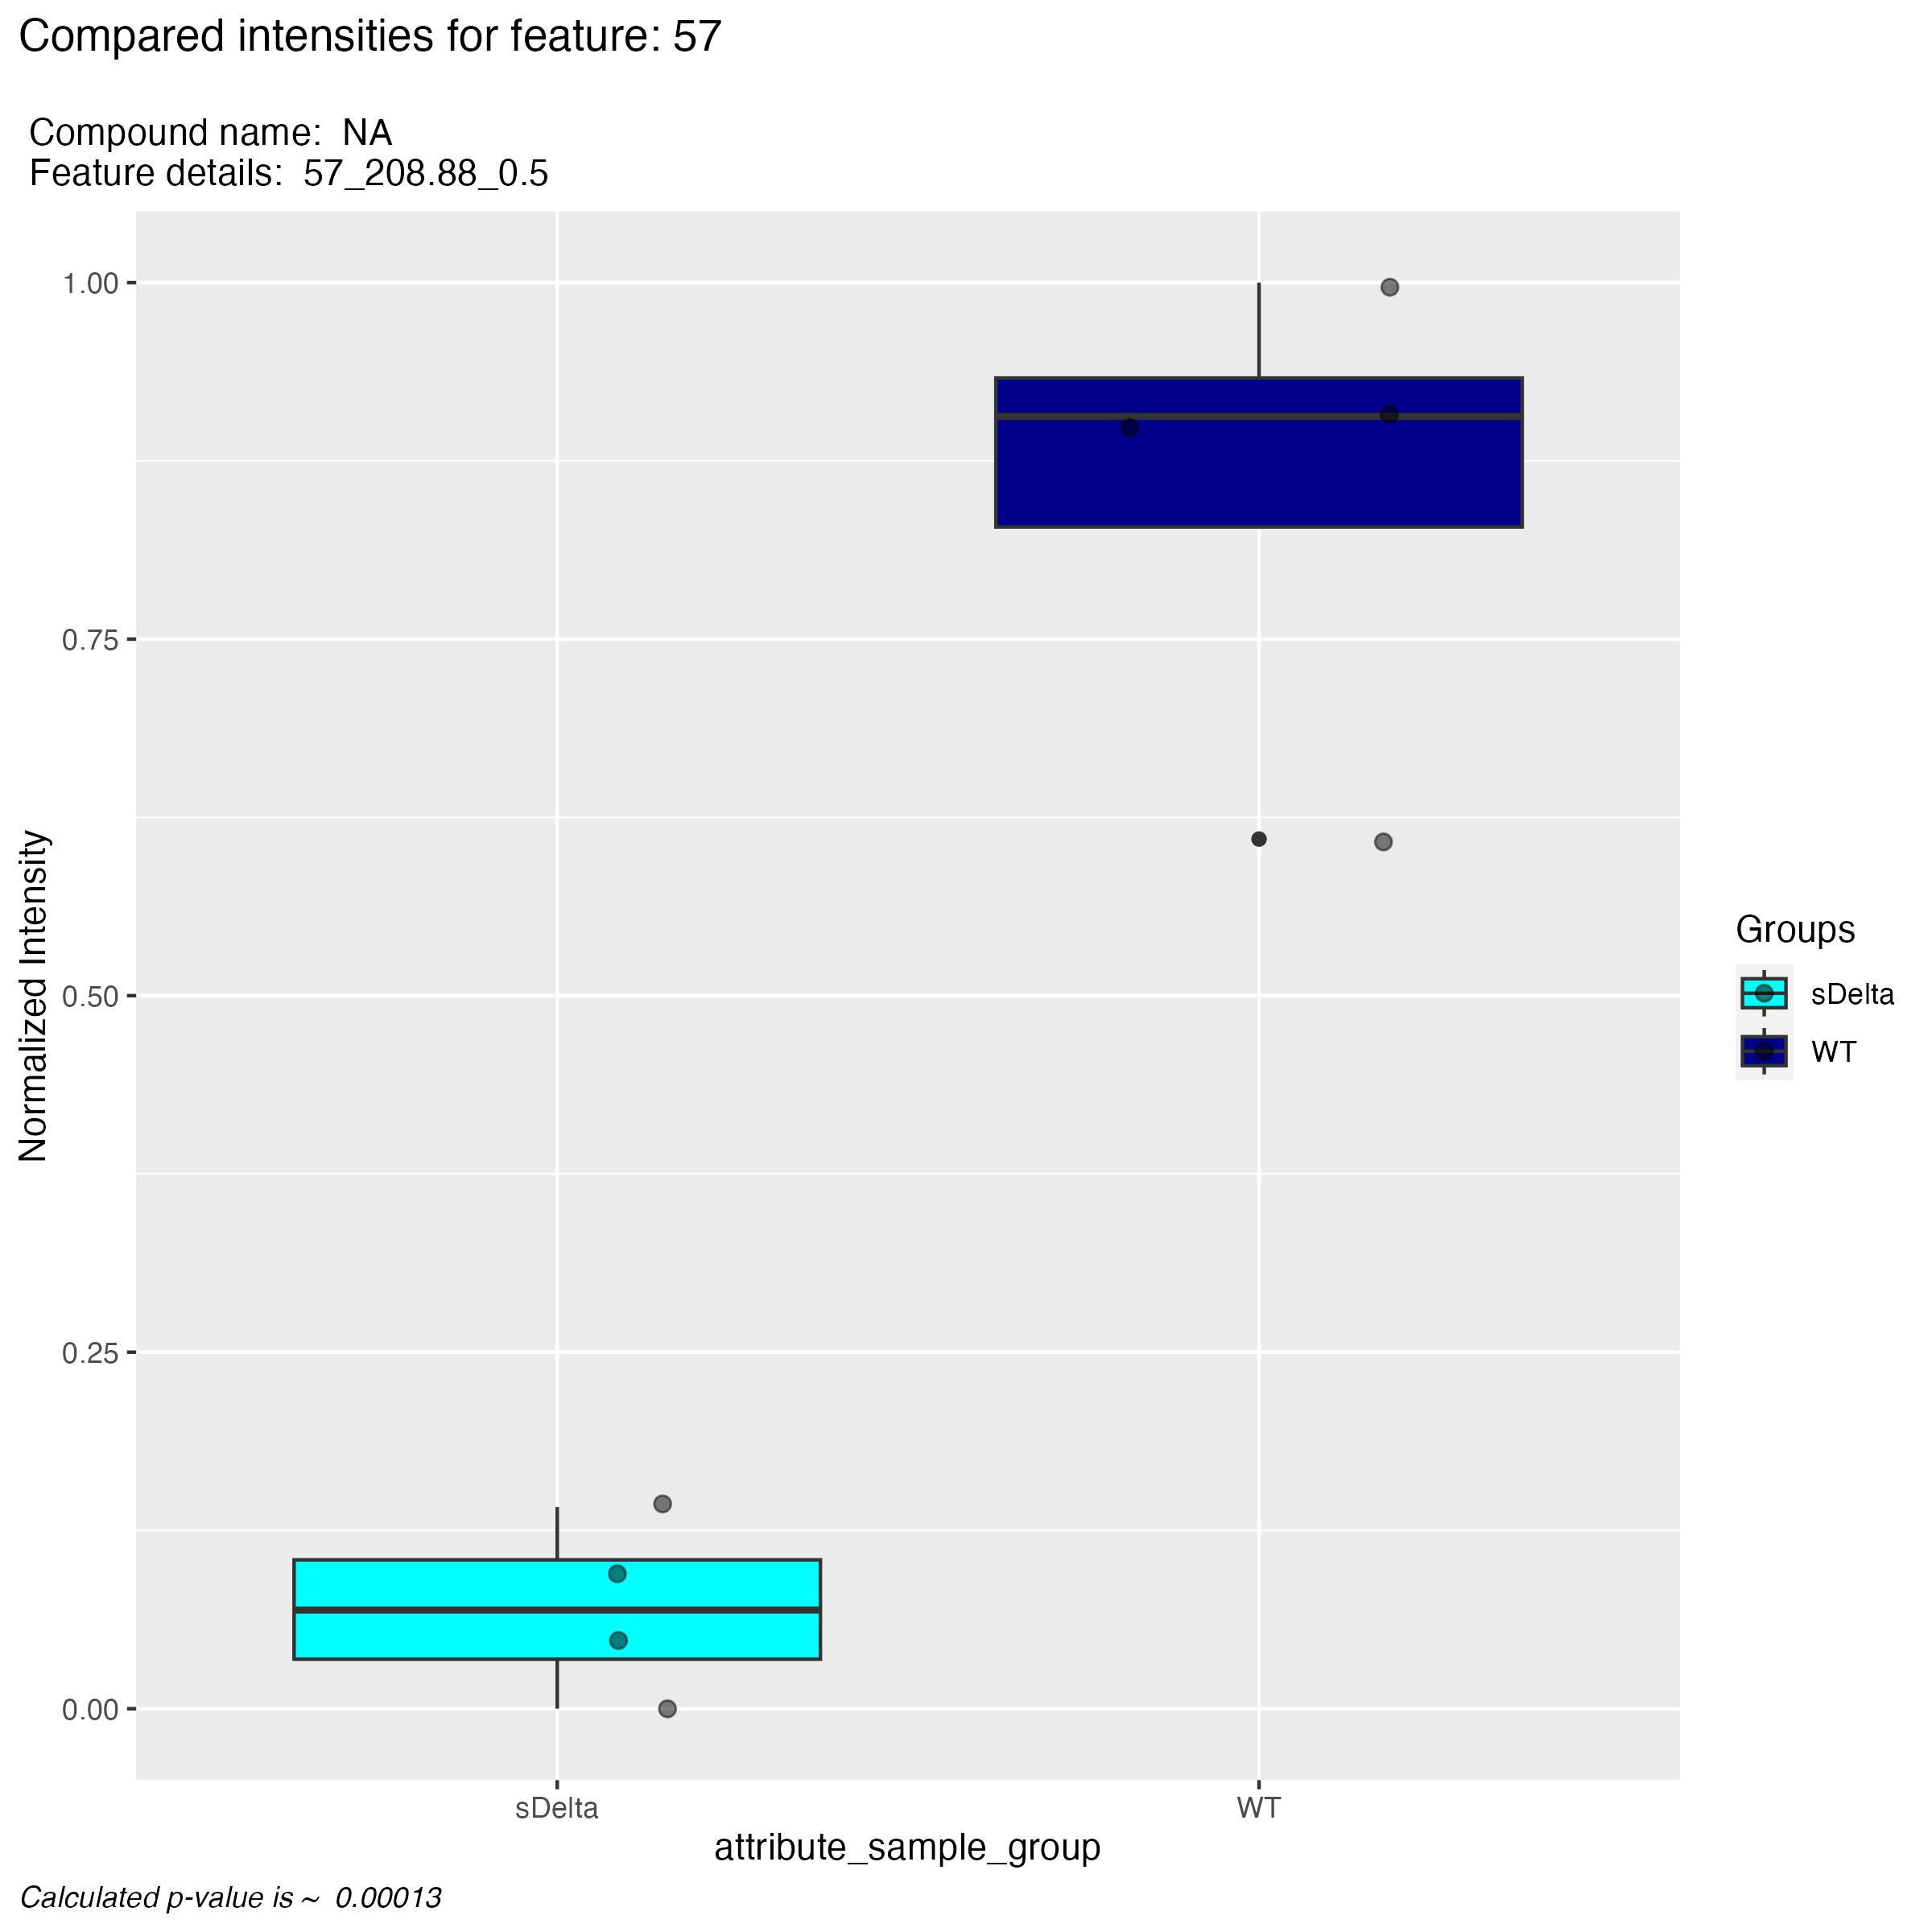 Compared intensities for feature: 57
Compound name:  NA
Feature details:  57_208.88_0.5
1.00
0.75
0.50
0.25
0.00
Normalized Intensity
sDelta
WT
attribute_sample_group
Groups
sDelta
WT
Calculated p-value is ~  0.00013